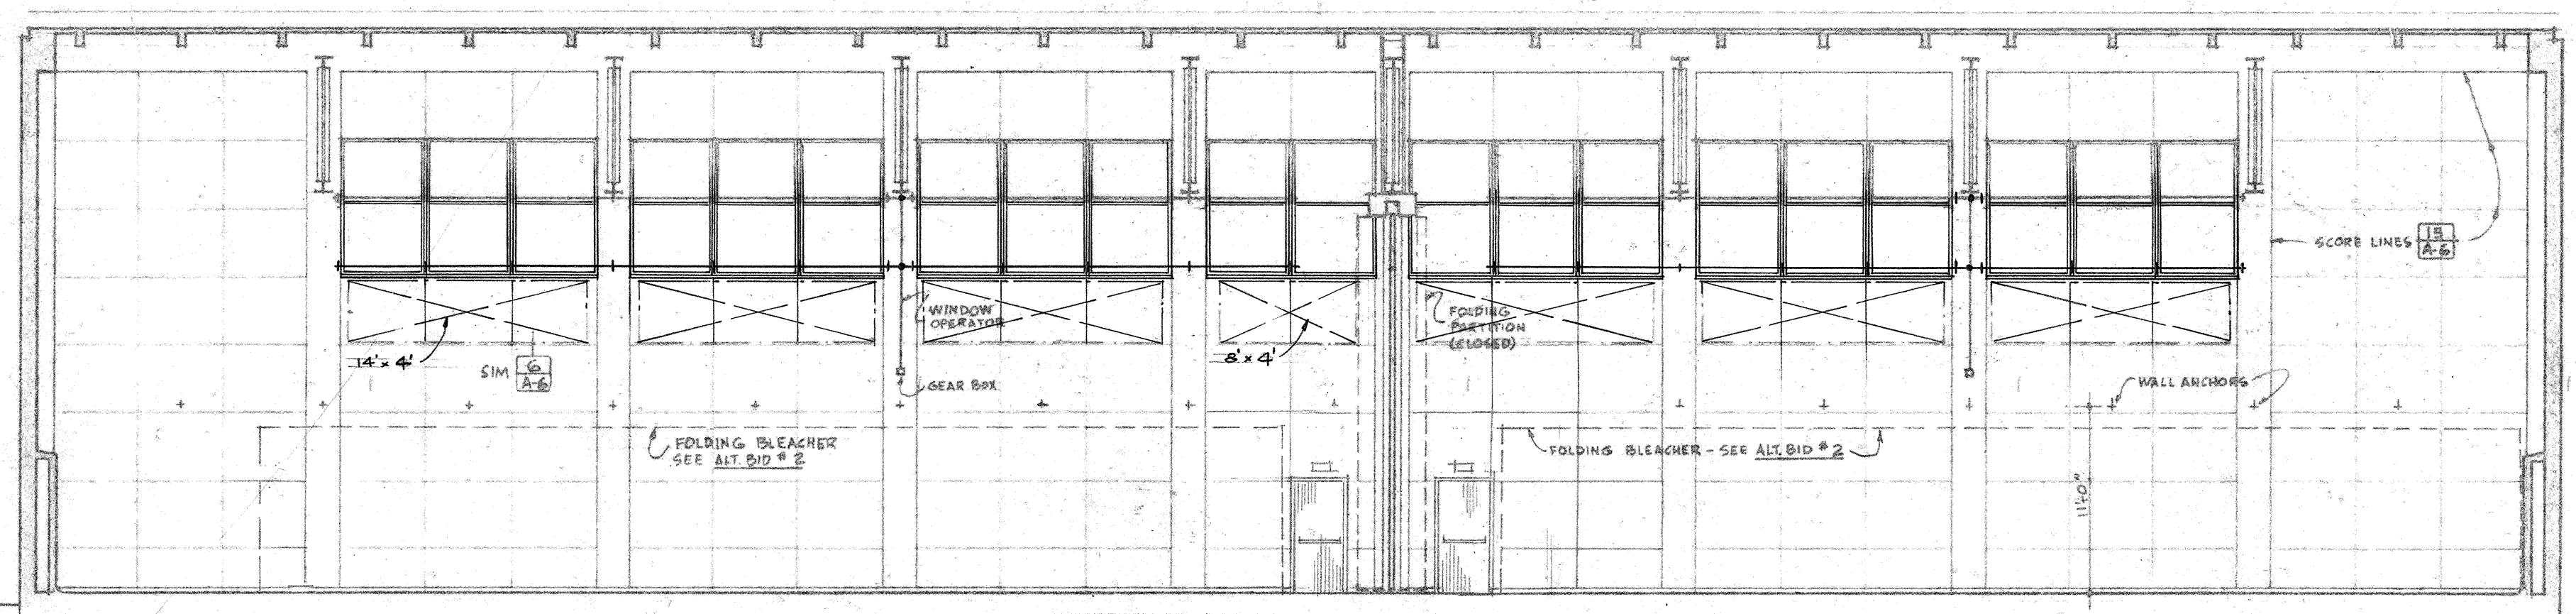 SCORE LINES 15
A-6
WINDOW
OPERATOR
FOLDING
PARTITION
(CLOSED)
14' x 4'
8' x 4'
SIM 6
A-6
GEAR BOX
WALL ANCHORS
FOLDING BLEACHER
SEE ALT. BID # 2
FOLDING BLEACHER - SEE ALT. BID # 2
11'-0"